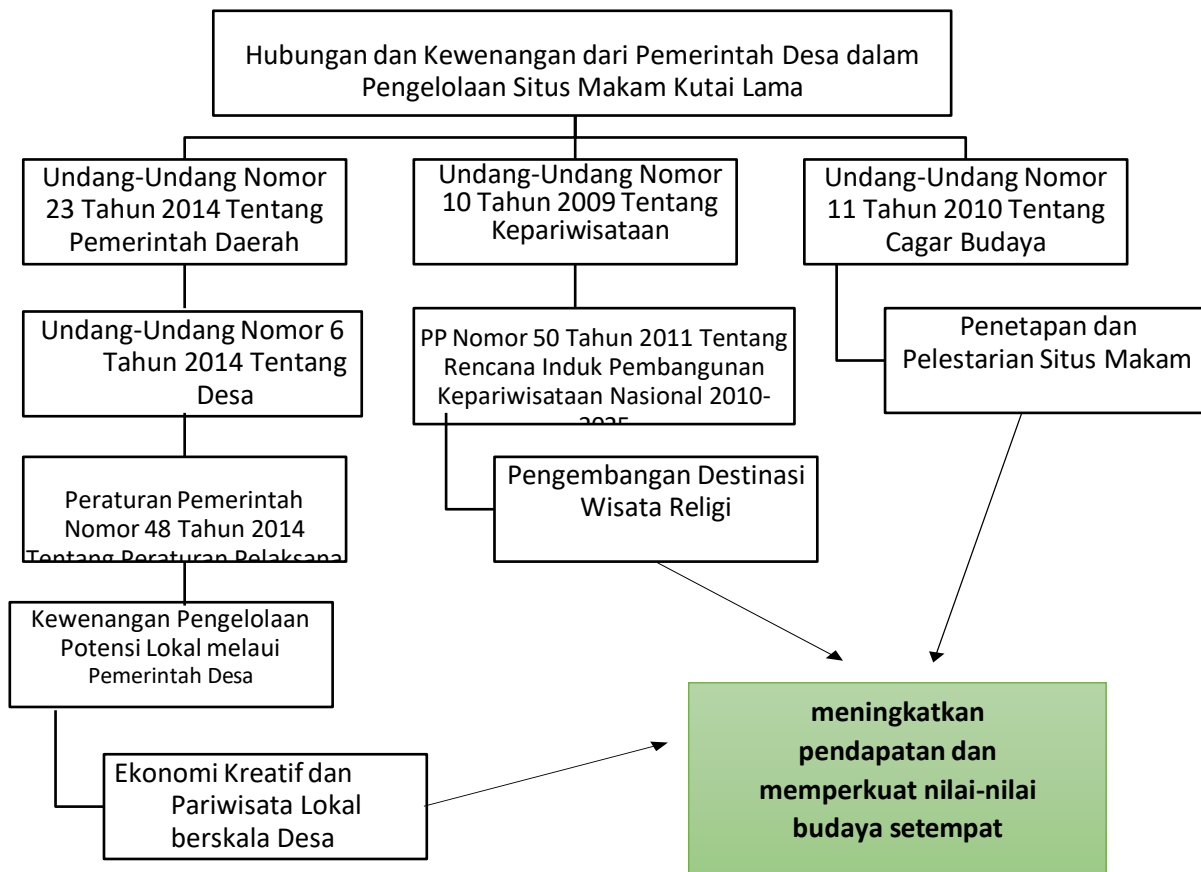 Hubungan dan Kewenangan dari Pemerintah Desa dalam
Pengelolaan Situs Makam Kutai Lama
Undang-Undang Nomor
23 Tahun 2014 Tentang
Pemerintah Daerah
Undang-Undang Nomor 6
Tahun 2014 Tentang
Desa
Peraturan Pemerintah
Nomor 48 Tahun 2014
Tentang Peraturan Pelaksana
Kewenangan Pengelolaan
Potensi Lokal melaui
Pemerintah Desa
Ekonomi Kreatif dan
Pariwisata Lokal
berskala Desa
Undang-Undang Nomor
10 Tahun 2009 Tentang
Kepariwisataan
PP Nomor 50 Tahun 2011 Tentang
Rencana Induk Pembangunan
Kepariwisataan Nasional 2010-
2025
Pengembangan Destinasi
Wisata Religi
Undang-Undang Nomor
11 Tahun 2010 Tentang
Cagar Budaya
Penetapan dan
Pelestarian Situs Makam
meningkatkan
pendapatan dan
memperkuat nilai-nilai
budaya setempat